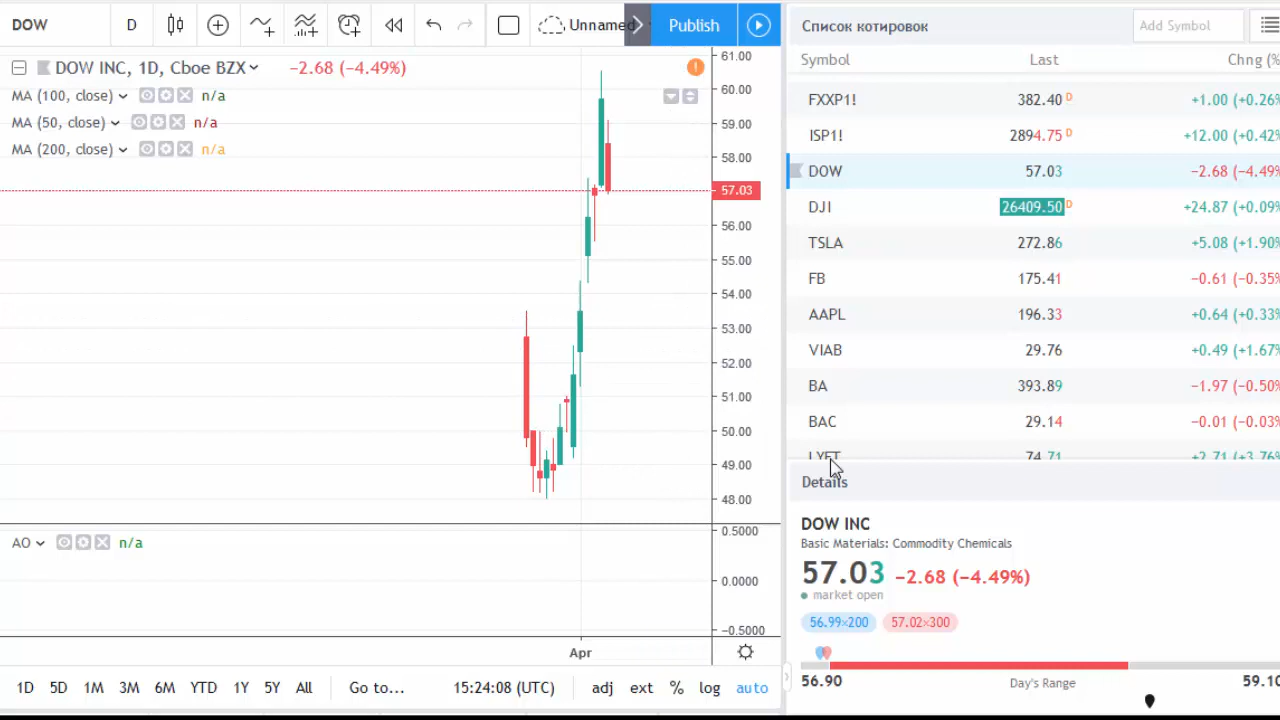 DOW D Unnamed Publish
DOW INC, 1D, Cboe BZX −2.68 (−4.49%)
MA (100, close) n/a
MA (50, close) n/a
MA (200, close) n/a
61.00
60.00
59.00
58.00
57.03
56.00
55.00
54.00
53.00
52.00
51.00
50.00
49.00
48.00
AO n/a
0.5000
0.0000
−0.5000
Apr
1D 5D 1M 3M 6M YTD 1Y 5Y All Go to... 15:24:08 (UTC) adj ext % log auto
Список котировок Add Symbol
Symbol Last Chng (%
FXXP1! 382.40 D +1.00 (+0.26%
ISP1! 2894.75 D +12.00 (+0.42%
DOW 57.03 −2.68 (−4.49%
DJI 26409.50 D +24.87 (+0.09%
TSLA 272.86 +5.08 (+1.90%
FB 175.41 −0.61 (−0.35%
AAPL 196.33 +0.64 (+0.33%
VIAB 29.76 +0.49 (+1.67%
BA 393.89 −1.97 (−0.50%
BAC 29.14 −0.01 (−0.03%
LYFT 74.71 +2.71 (+3.76%
Details
DOW INC
Basic Materials: Commodity Chemicals
57.03 −2.68 (−4.49%)
market open
56.99×200 57.02×300
56.90 Day's Range 59.10